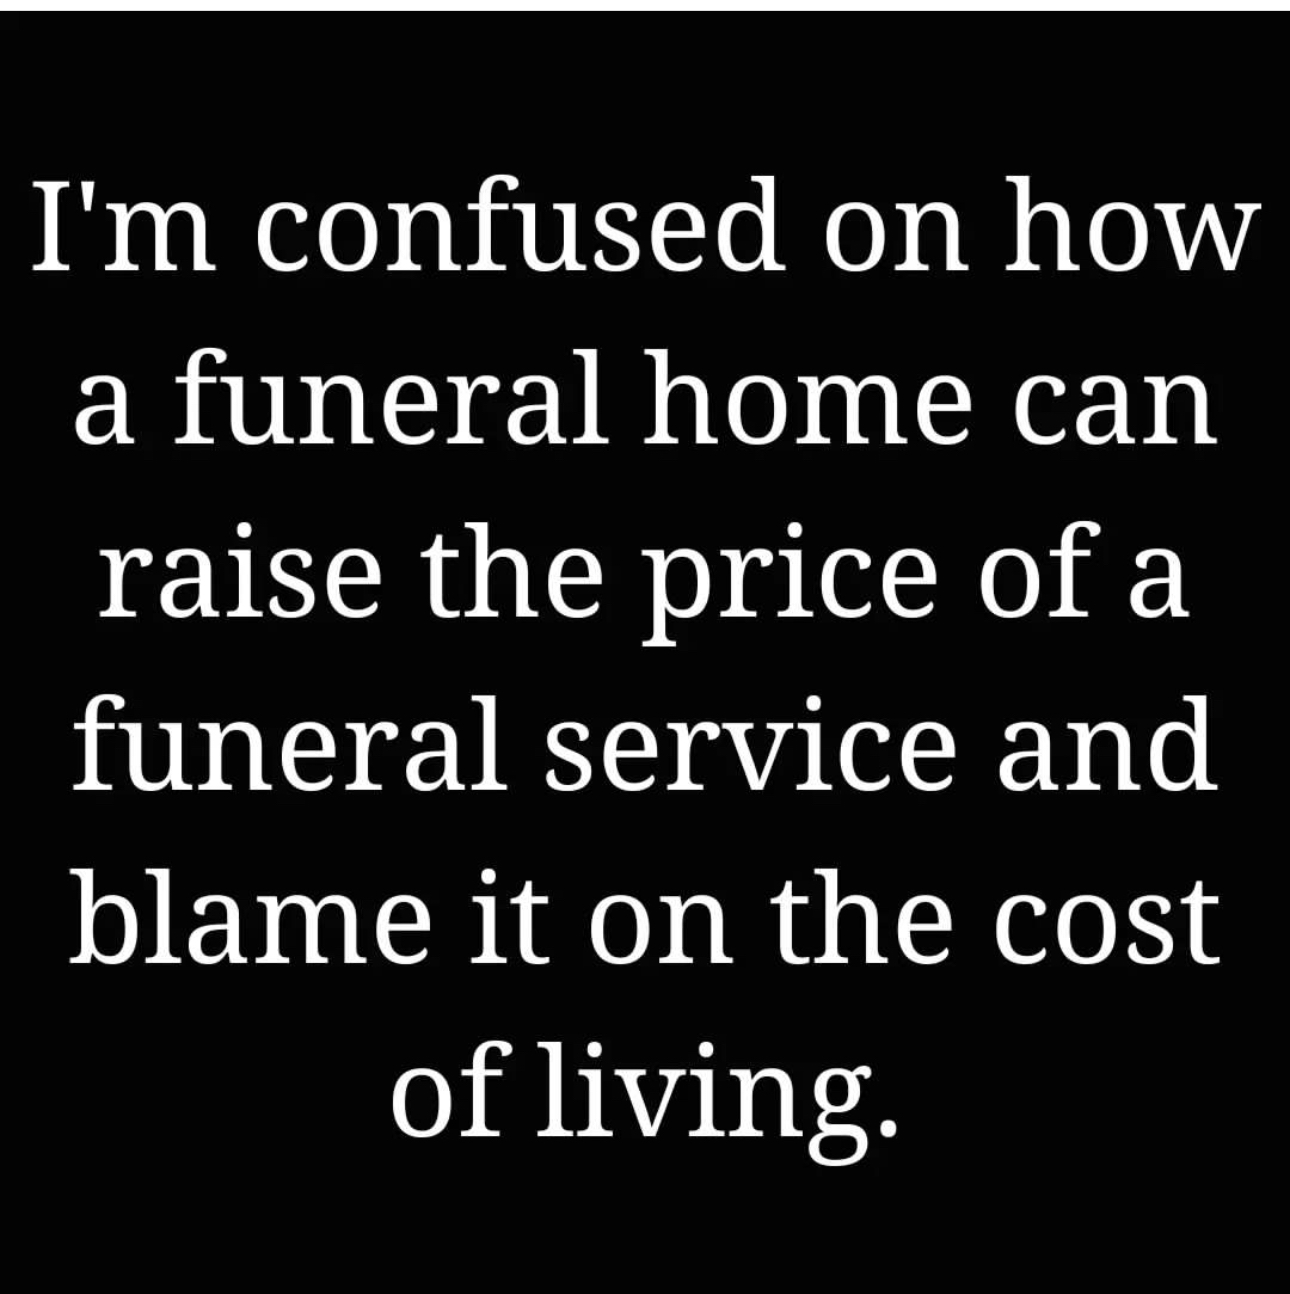 I'm confused on how
a funeral home can
raise the price of a
funeral service and
blame it on the cost
of living.